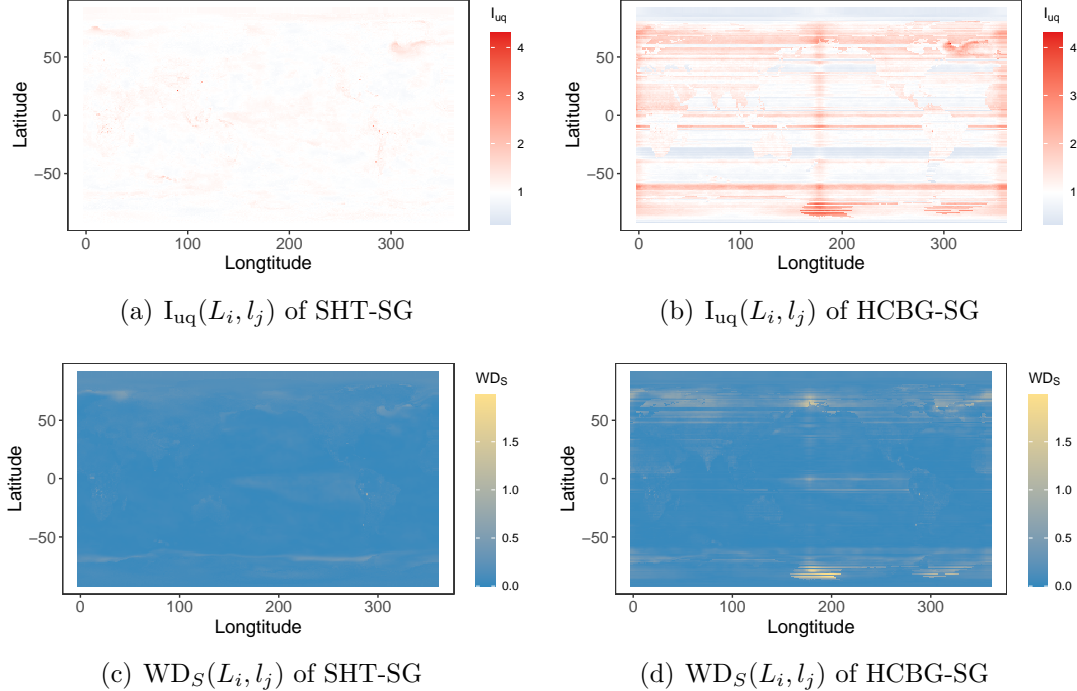 I_uq
4
3
2
1
50
0
−50
Latitude
0
100
200
300
Longtitude
(a) I_uq(L_i, l_j) of SHT-SG
I_uq
4
3
2
1
50
0
−50
Latitude
0
100
200
300
Longtitude
(b) I_uq(L_i, l_j) of HCBG-SG
WD_S
1.5
1.0
0.5
0.0
50
0
−50
Latitude
0
100
200
300
Longtitude
(c) WD_S(L_i, l_j) of SHT-SG
WD_S
1.5
1.0
0.5
0.0
50
0
−50
Latitude
0
100
200
300
Longtitude
(d) WD_S(L_i, l_j) of HCBG-SG